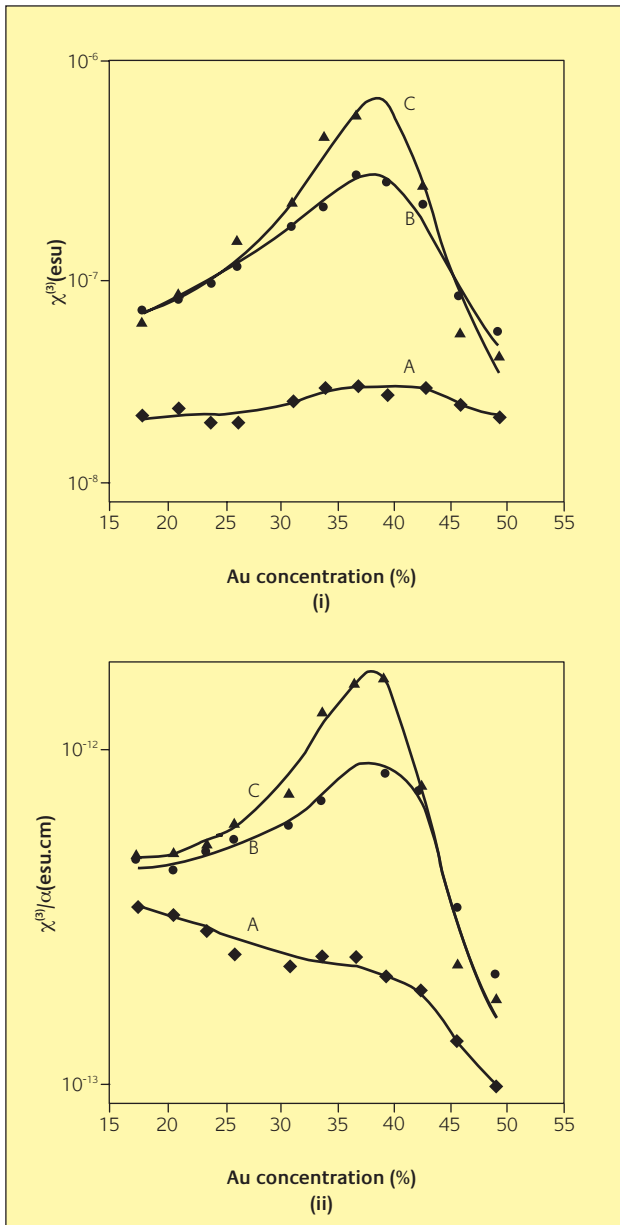 10⁻⁶
C
χ⁽³⁾(esu)
B
10⁻⁷
A
10⁻⁸
15 20 25 30 35 40 45 50 55
Au concentration (%)
(i)
10⁻¹²
C
B
χ⁽³⁾/α(esu.cm)
A
10⁻¹³
15 20 25 30 35 40 45 50 55
Au concentration (%)
(ii)